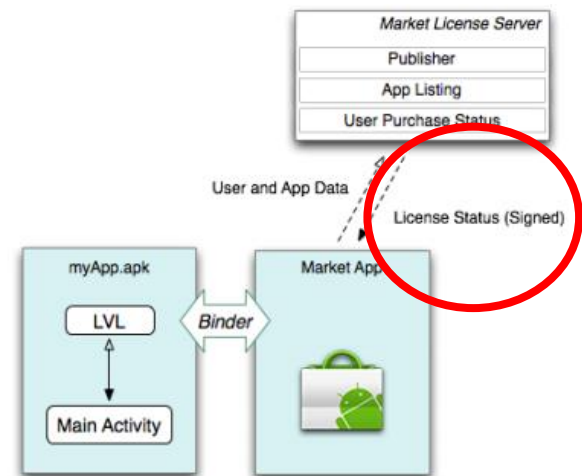 Market License Server
Publisher
App Listing
User Purchase Status
User and App Data
License Status (Signed)
myApp.apk
Market App
LVL
Binder
Main Activity